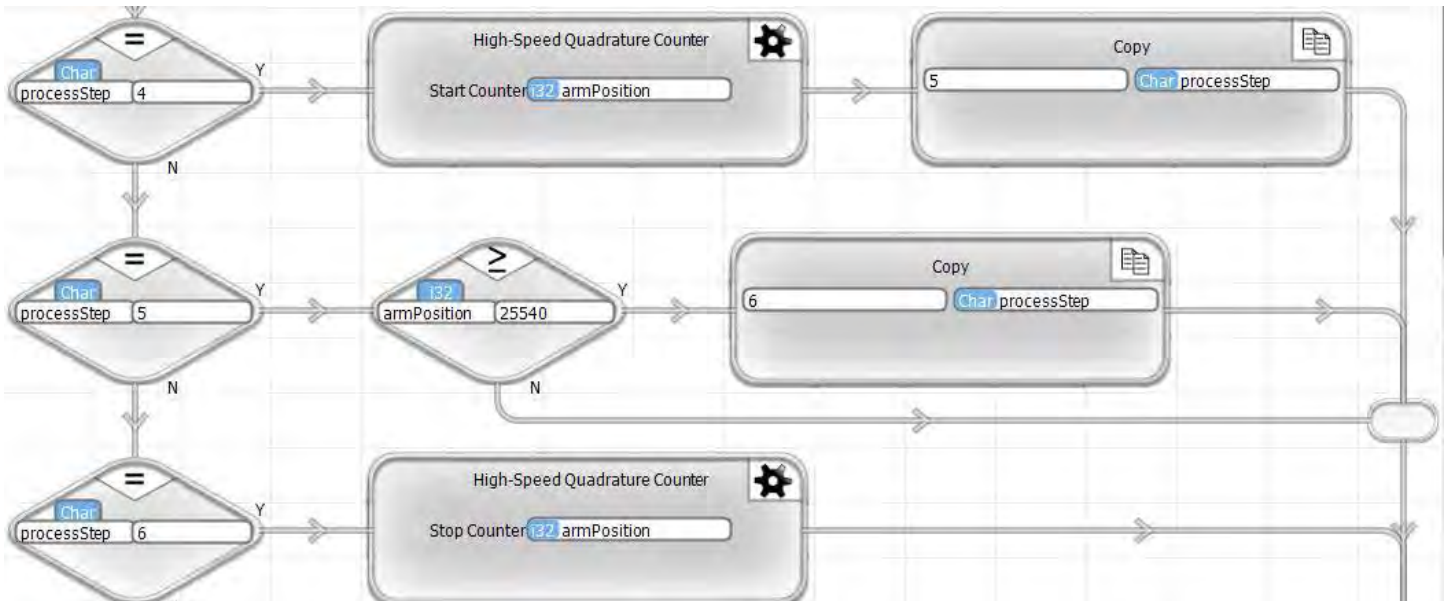 =
Char
processStep 4
Y
N
High-Speed Quadrature Counter
Start Counter i32 armPosition
Copy
5 Char processStep
=
Char
processStep 5
Y
N
≥
i32
armPosition 25540
Y
N
Copy
6 Char processStep
=
Char
processStep 6
Y
High-Speed Quadrature Counter
Stop Counter i32 armPosition